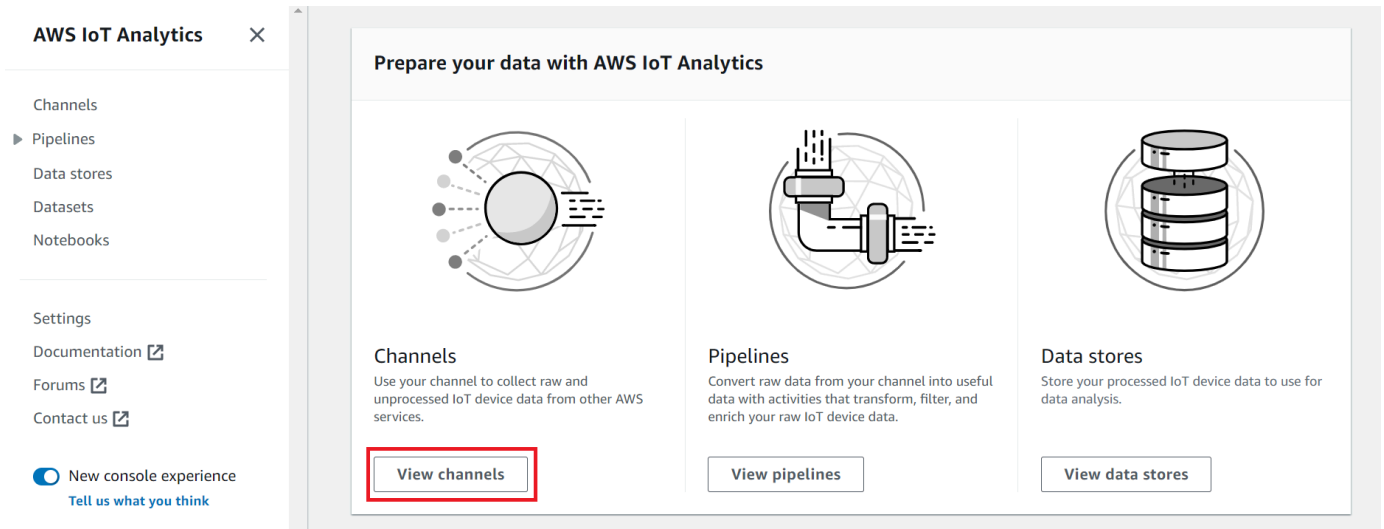 AWS IoT Analytics
Channels
Pipelines
Data stores
Datasets
Notebooks
Settings
Documentation
Forums
Contact us
New console experience
Tell us what you think
Prepare your data with AWS IoT Analytics
Channels
Use your channel to collect raw and
unprocessed IoT device data from other AWS
services.
View channels
Pipelines
Convert raw data from your channel into useful
data with activities that transform, filter, and
enrich your raw IoT device data.
View pipelines
Data stores
Store your processed IoT device data to use for
data analysis.
View data stores